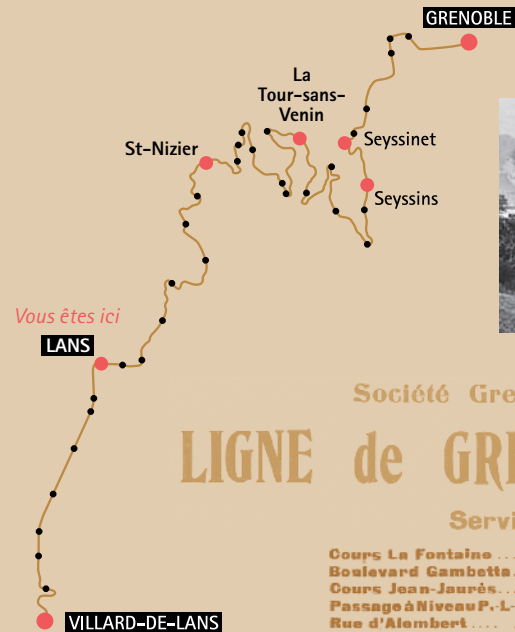 GRENOBLE
La
Tour-sans-
Venin
St-Nizier
Seyssinet
Seyssins
Vous êtes ici
LANS
VILLARD-DE-LANS
Société Gre
LIGNE de GRE
Servi
Cours La Fontaine ...
Boulevard Gambetta.
Cours Jean-Jaurès...
Passage à Niveau P.-L-
Rue d'Alembert ....